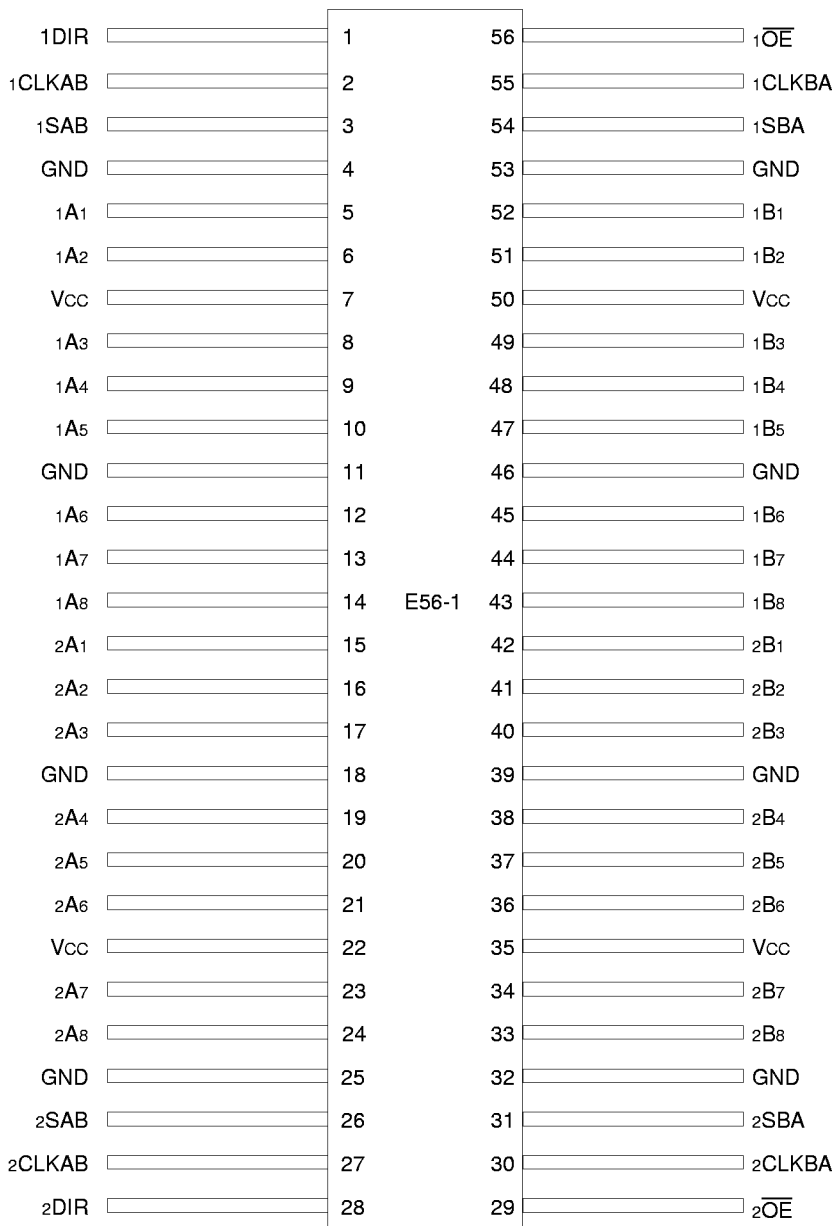 1DIR 1 56 1O̅E̅
1CLKAB 2 55 1CLKBA
1SAB 3 54 1SBA
GND 4 53 GND
1A1 5 52 1B1
1A2 6 51 1B2
VCC 7 50 VCC
1A3 8 49 1B3
1A4 9 48 1B4
1A5 10 47 1B5
GND 11 46 GND
1A6 12 45 1B6
1A7 13 44 1B7
1A8 14 E56-1 43 1B8
2A1 15 42 2B1
2A2 16 41 2B2
2A3 17 40 2B3
GND 18 39 GND
2A4 19 38 2B4
2A5 20 37 2B5
2A6 21 36 2B6
VCC 22 35 VCC
2A7 23 34 2B7
2A8 24 33 2B8
GND 25 32 GND
2SAB 26 31 2SBA
2CLKAB 27 30 2CLKBA
2DIR 28 29 2O̅E̅